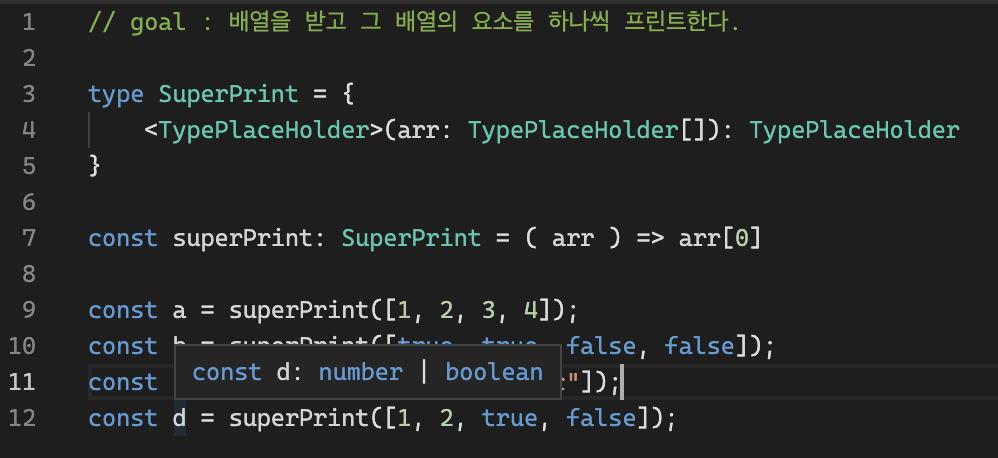 1 // goal : 배열을 받고 그 배열의 요소를 하나씩 프린트한다.
2
3 type SuperPrint = {
4 <TypePlaceHolder>(arr: TypePlaceHolder[]): TypePlaceHolder
5 }
6
7 const superPrint: SuperPrint = ( arr ) => arr[0]
8
9 const a = superPrint([1, 2, 3, 4]);
10 const b = superPrint([true, true, false, false]);
11 const "]);
const d: number | boolean
12 const d = superPrint([1, 2, true, false]);